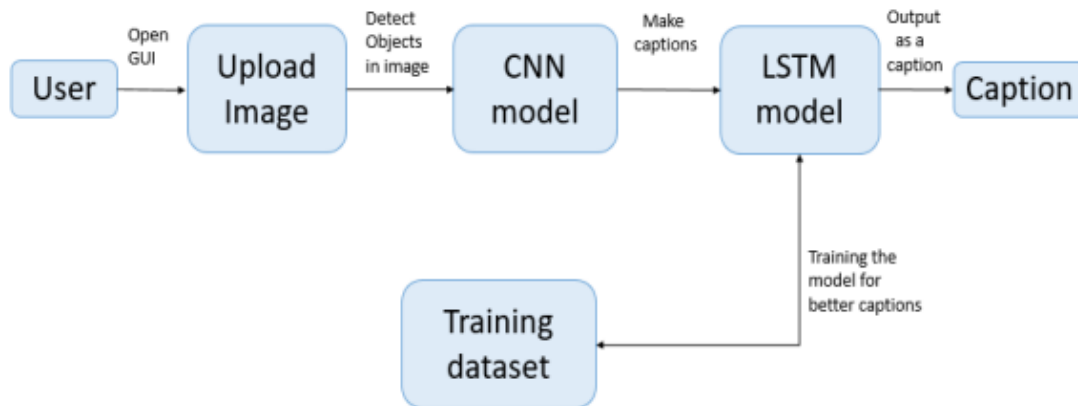 User
Open
GUI
Upload
Image
Detect
Objects
in image
CNN
model
Make
captions
LSTM
model
Output
as a
caption
Caption
Training the
model for
better captions
Training
dataset